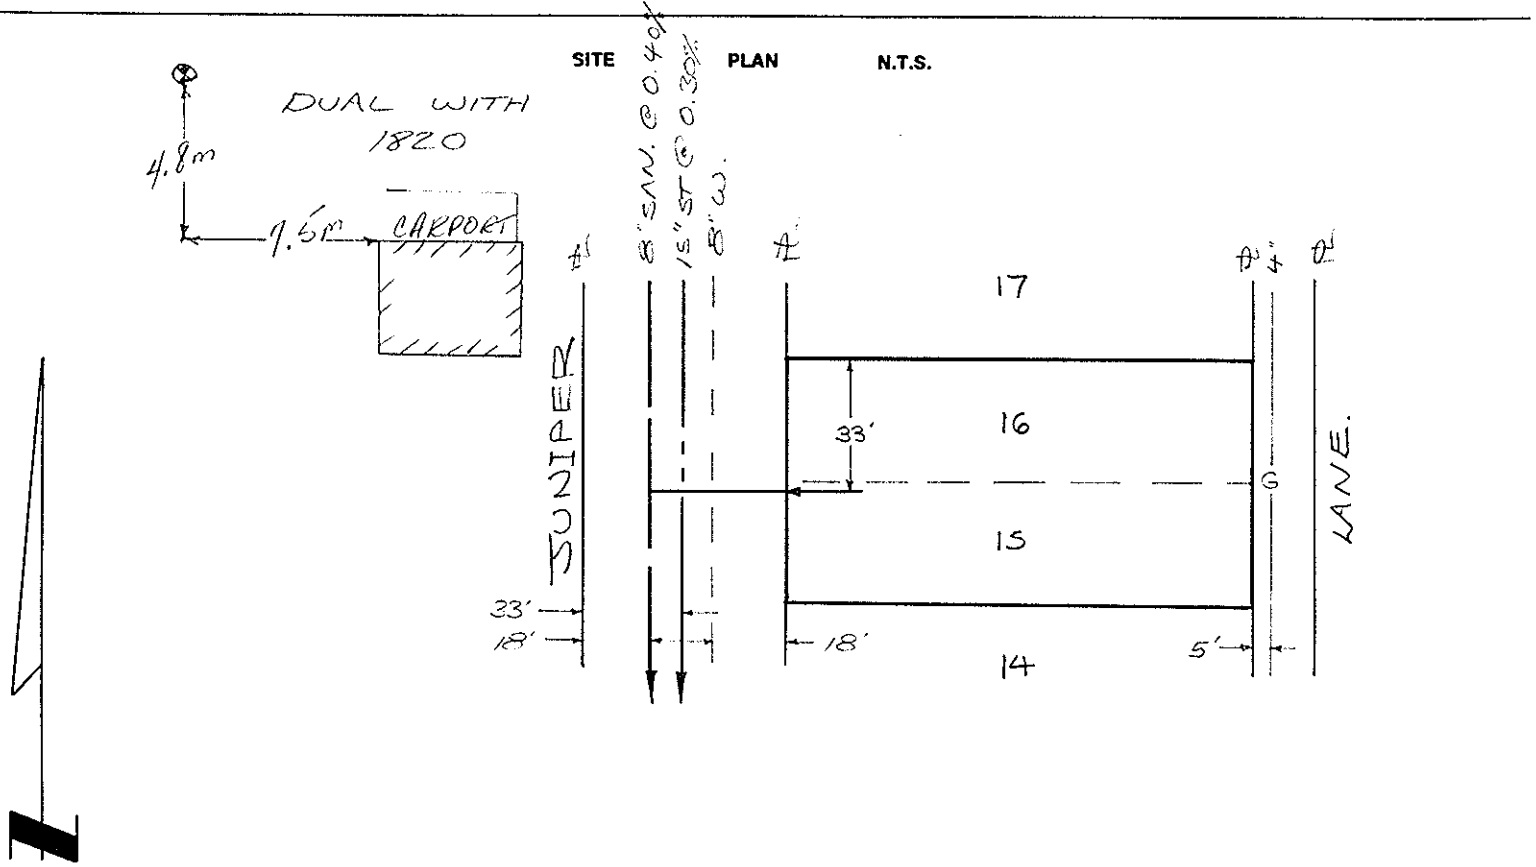 SITE PLAN N.T.S.
8" SAN. @ 0.40%
15" ST @ 0.30%
8" W.
DUAL WITH
1820
4.8m
7.5m
CARPORT
JUNIPER
17
16
33'
15
14
4"
G
LANE.
33'
18'
18'
5'